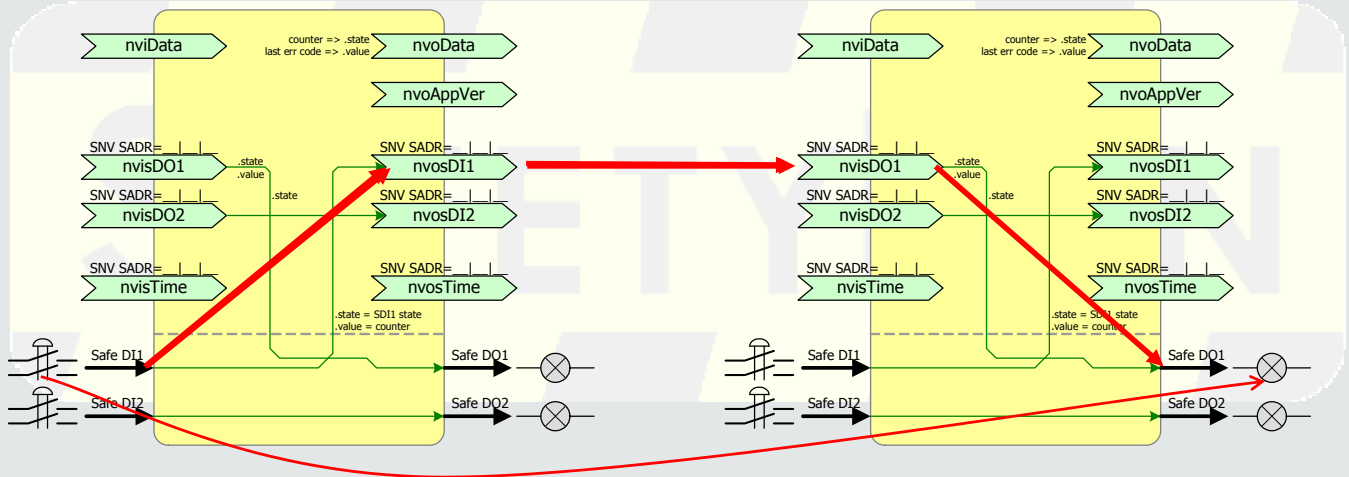 nviData
counter => .state
last err code => .value
nvoData
nvoAppVer
SNV SADR=__|__|__
nvisDO1
.state
.value
.state
SNV SADR=__|__|__
nvosDI1
SNV SADR=__|__|__
nvisDO2
SNV SADR=__|__|__
nvosDI2
SNV SADR=__|__|__
nvisTime
SNV SADR=__|__|__
nvosTime
.state = SDI1 state
.value = counter
Safe DI1
Safe DO1
Safe DI2
Safe DO2
nviData
counter => .state
last err code => .value
nvoData
nvoAppVer
SNV SADR=__|__|__
nvisDO1
.state
.value
.state
SNV SADR=__|__|__
nvosDI1
SNV SADR=__|__|__
nvisDO2
SNV SADR=__|__|__
nvosDI2
SNV SADR=__|__|__
nvisTime
SNV SADR=__|__|__
nvosTime
.state = SDI1 state
.value = counter
Safe DI1
Safe DO1
Safe DI2
Safe DO2